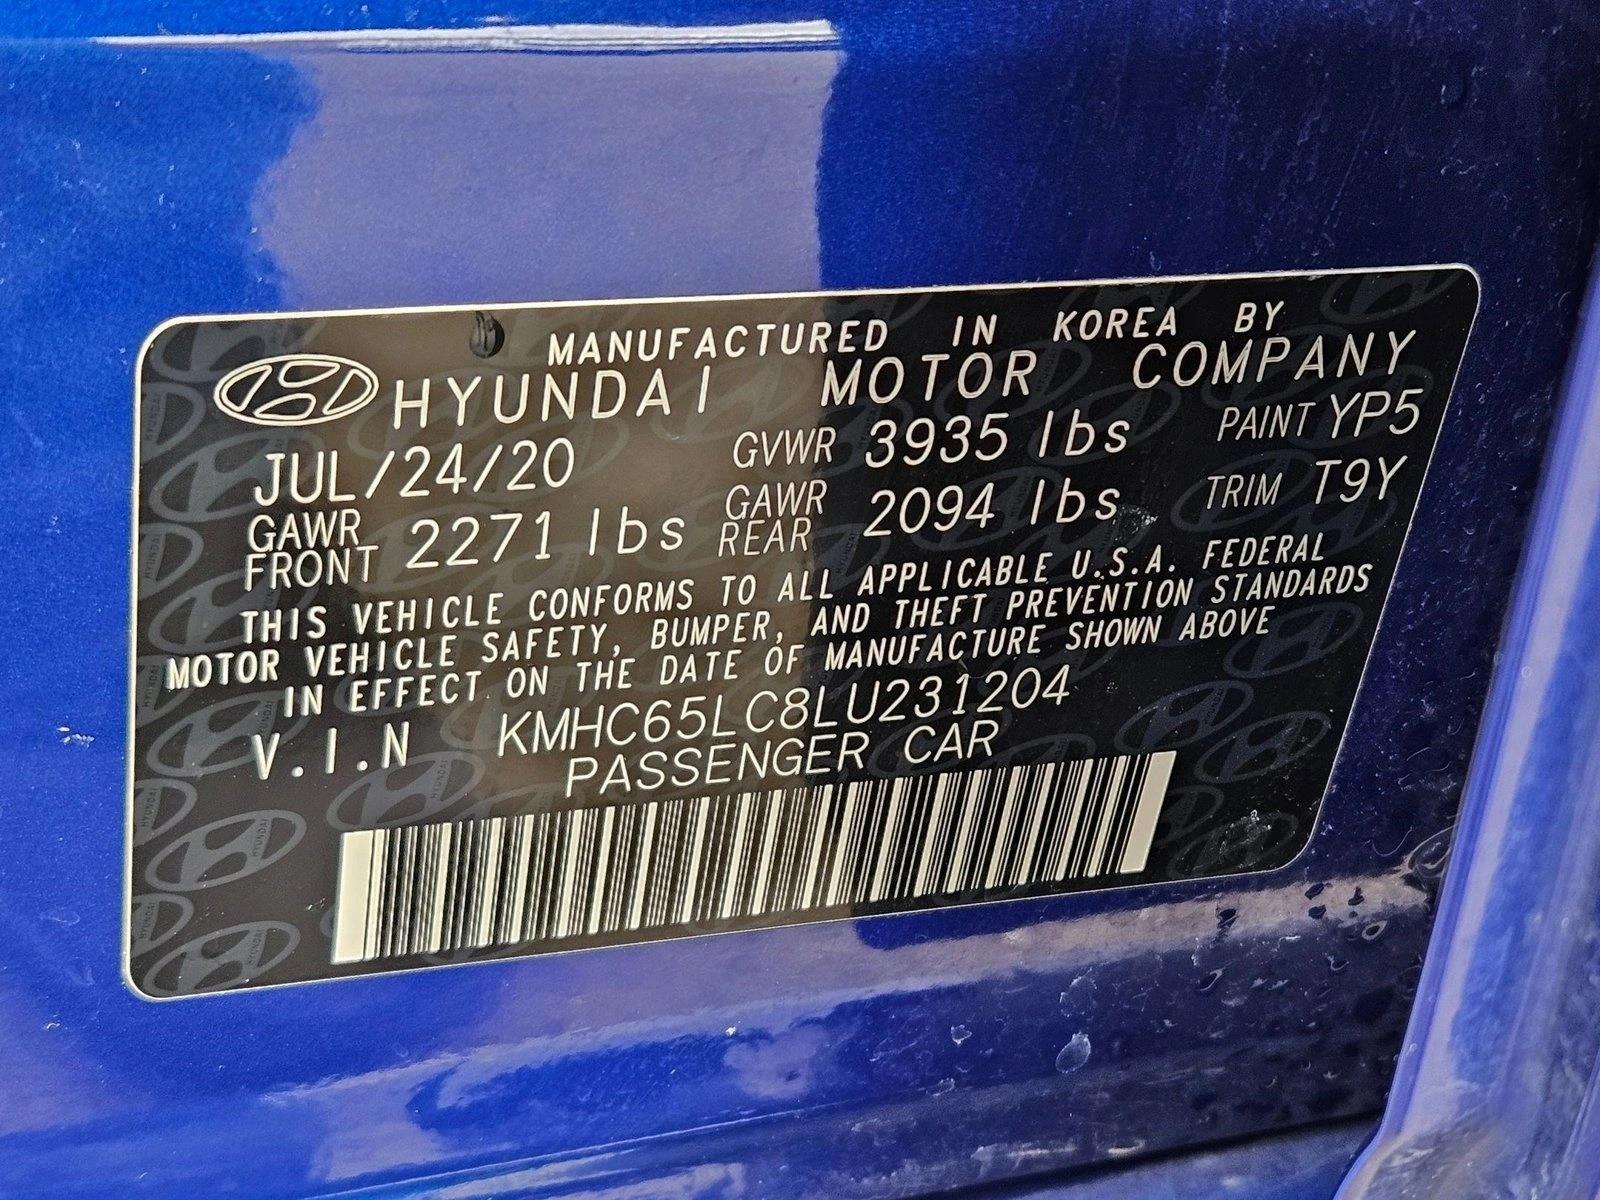 MANUFACTURED IN KOREA BY
HYUNDAI MOTOR COMPANY
JUL/24/20 GVWR 3935 lbs PAINT YP5
GAWR FRONT 2271 lbs GAWR REAR 2094 lbs TRIM T9Y
THIS VEHICLE CONFORMS TO ALL APPLICABLE U.S.A. FEDERAL
MOTOR VEHICLE SAFETY, BUMPER, AND THEFT PREVENTION STANDARDS
IN EFFECT ON THE DATE OF MANUFACTURE SHOWN ABOVE
V.I.N KMHC65LC8LU231204
PASSENGER CAR